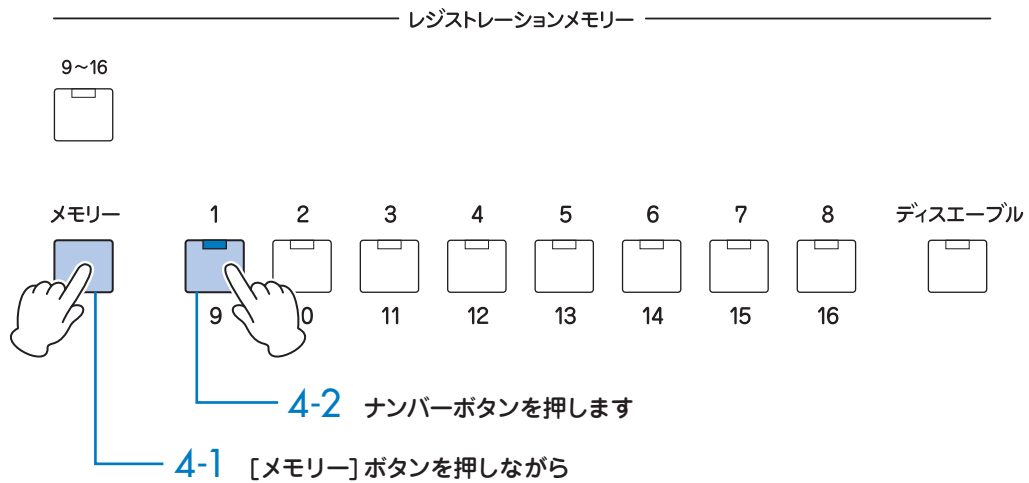 レジストレーションメモリー
9～16
メモリー 1 2 3 4 5 6 7 8 ディスエーブル
9 0 11 12 13 14 15 16
4-2 ナンバーボタンを押します
4-1 [メモリー]ボタンを押しながら